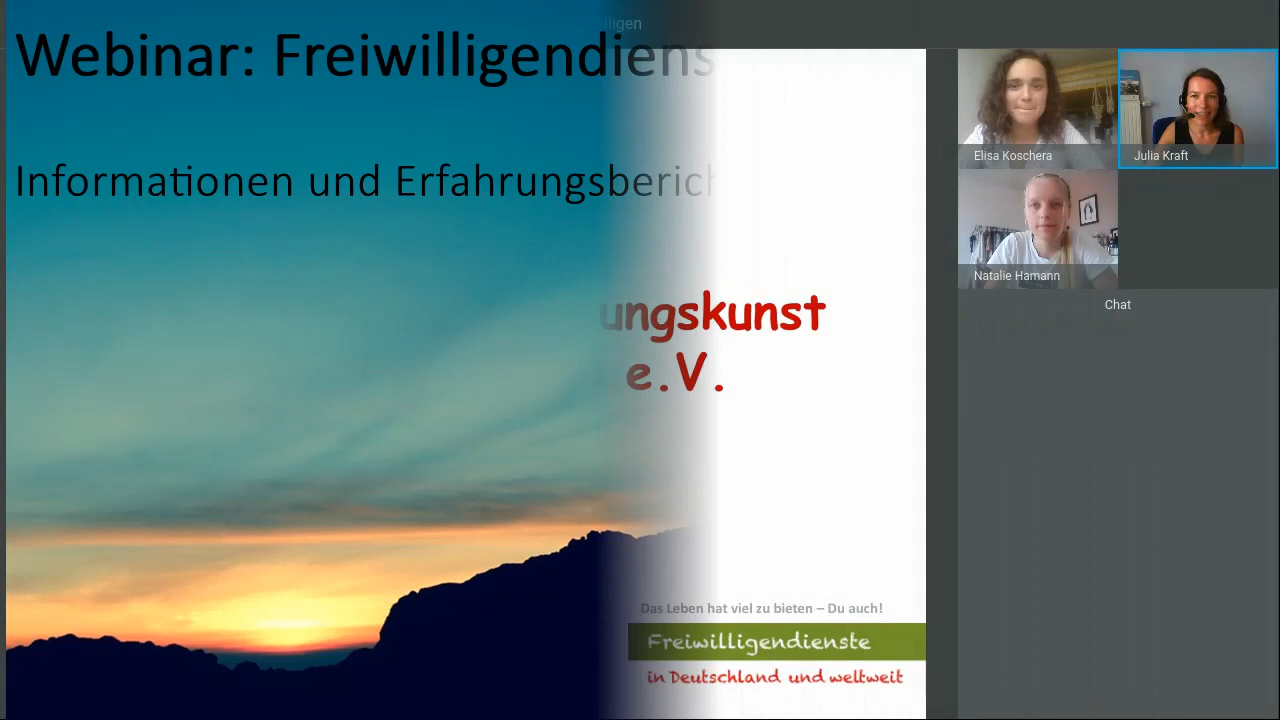 Webinar: Freiwilligendiens
Informationen und Erfahrungsberich
ligen
ungskunst
e.V.
Das Leben hat viel zu bieten – Du auch!
Freiwilligendienste
in Deutschland und weltweit
Elisa Koschera
Julia Kraft
Natalie Hamann
Chat